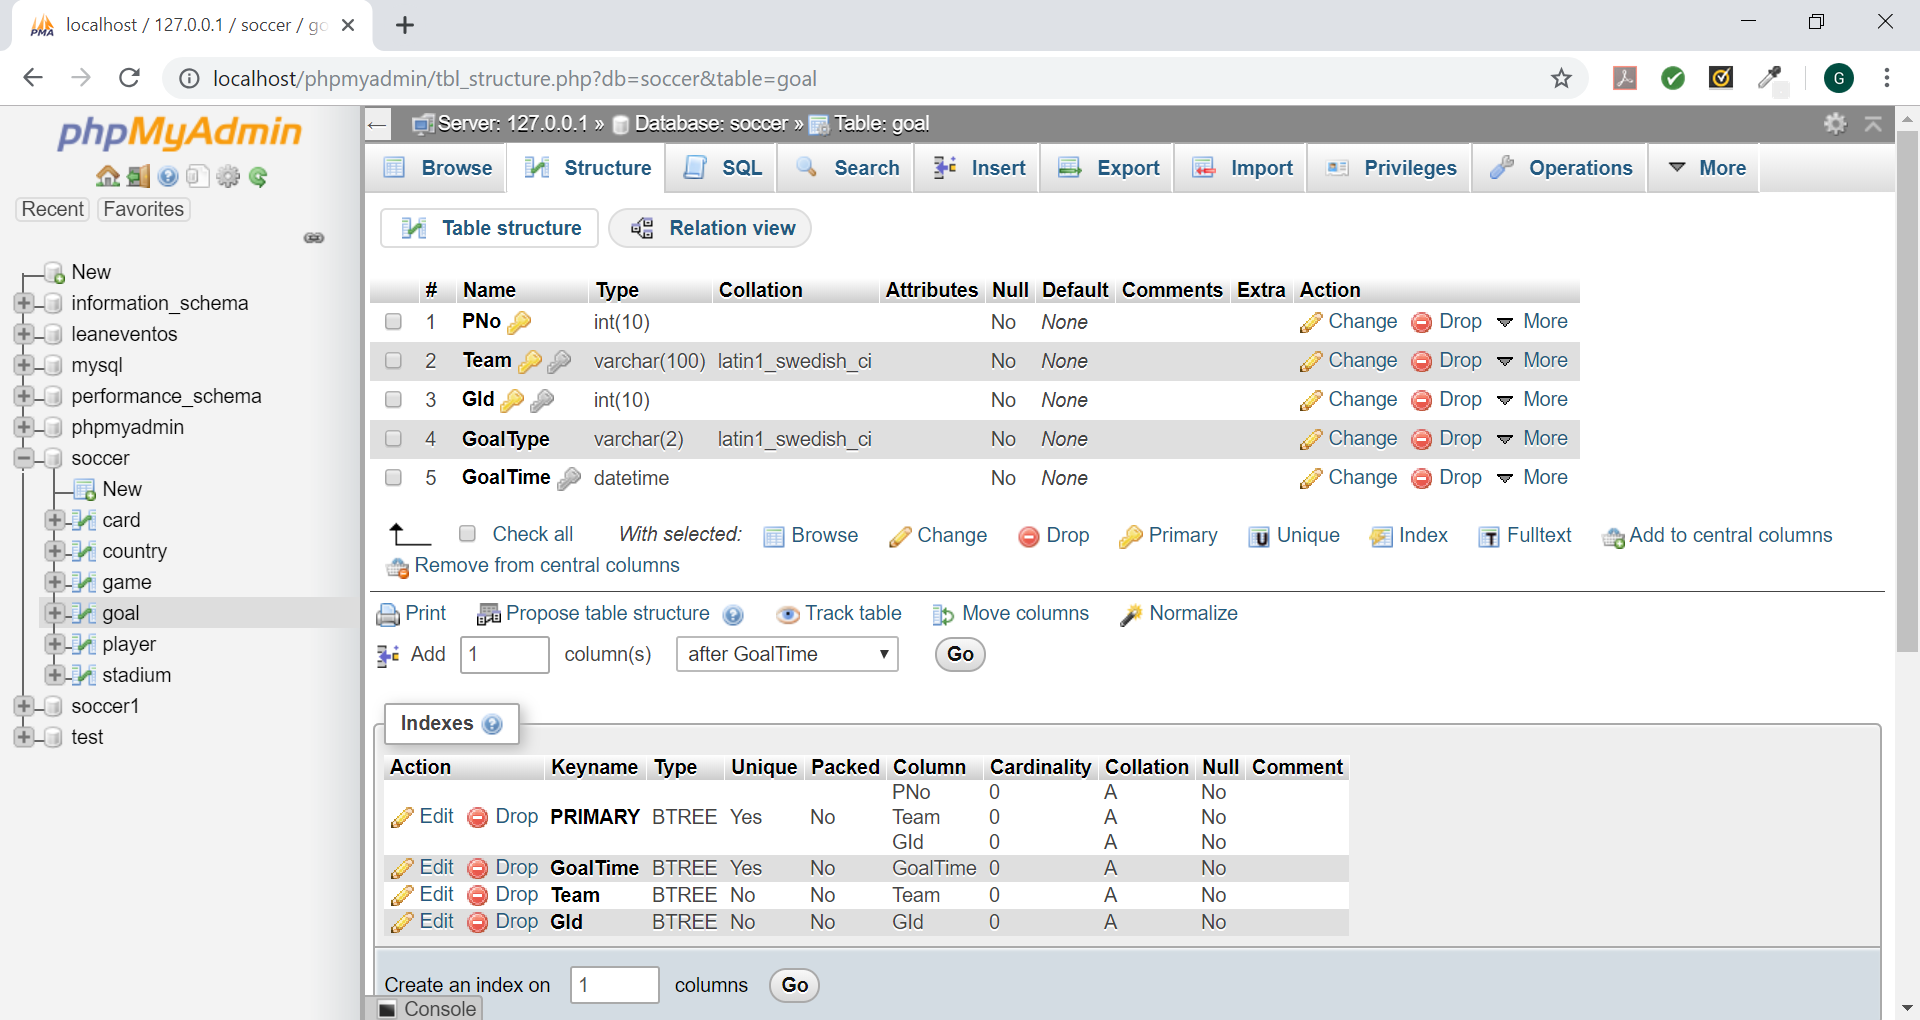 localhost / 127.0.0.1 / soccer / go
localhost/phpmyadmin/tbl_structure.php?db=soccer&table=goal
G
phpMyAdmin
Recent Favorites
New
information_schema
leaneventos
mysql
performance_schema
phpmyadmin
soccer
New
card
country
game
goal
player
stadium
soccer1
test
Server: 127.0.0.1 » Database: soccer » Table: goal
Browse Structure SQL Search Insert Export Import Privileges Operations More
Table structure Relation view
# Name Type Collation Attributes Null Default Comments Extra Action
1 PNo int(10) No None Change Drop More
2 Team varchar(100) latin1_swedish_ci No None Change Drop More
3 GId int(10) No None Change Drop More
4 GoalType varchar(2) latin1_swedish_ci No None Change Drop More
5 GoalTime datetime No None Change Drop More
Check all With selected: Browse Change Drop Primary Unique Index Fulltext Add to central columns
Remove from central columns
Print Propose table structure Track table Move columns Normalize
Add 1 column(s) after GoalTime Go
Indexes
Action Keyname Type Unique Packed Column Cardinality Collation Null Comment
PNo 0 A No
Edit Drop PRIMARY BTREE Yes No Team 0 A No
GId 0 A No
Edit Drop GoalTime BTREE Yes No GoalTime 0 A No
Edit Drop Team BTREE No No Team 0 A No
Edit Drop GId BTREE No No GId 0 A No
Create an index on 1 columns Go
Console